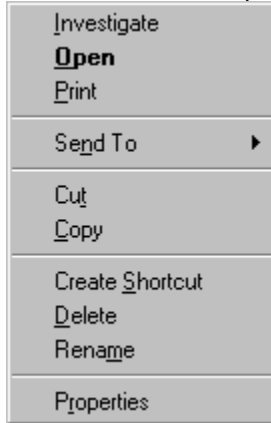 Investigate
Open
Print
Send To
Cut
Copy
Create Shortcut
Delete
Rename
Properties